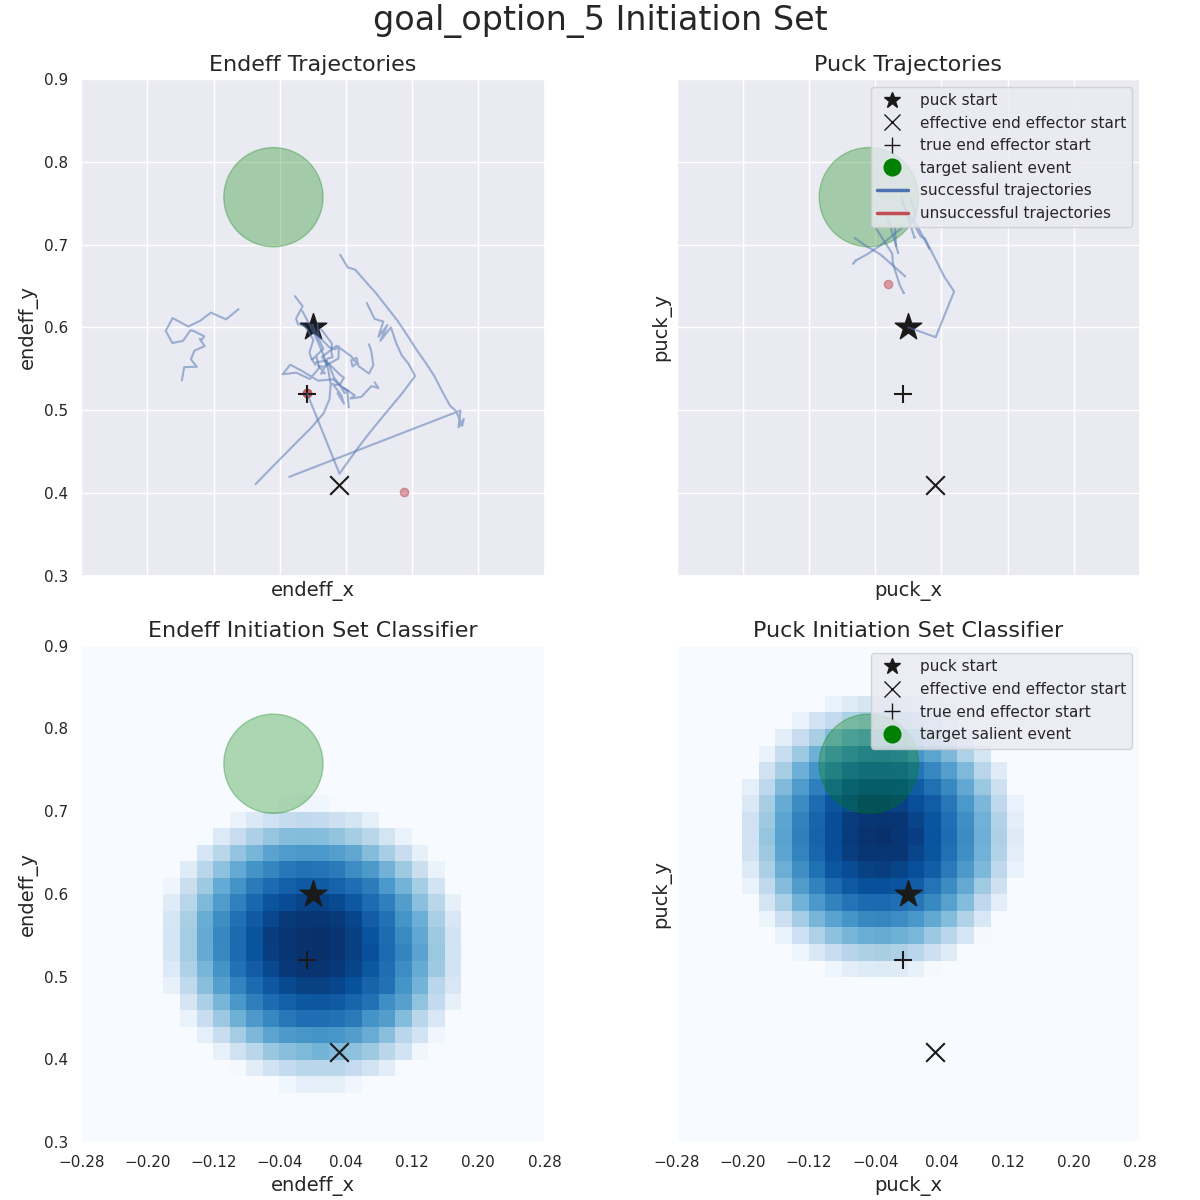 goal_option_5 Initiation Set
Endeff Trajectories
0.9
0.8
0.7
0.6
0.5
0.4
0.3
endeff_y
endeff_x
Puck Trajectories
puck start
effective end effector start
true end effector start
target salient event
successful trajectories
unsuccessful trajectories
puck_y
puck_x
Endeff Initiation Set Classifier
0.9
0.8
0.7
0.6
0.5
0.4
0.3
endeff_y
−0.28 −0.20 −0.12 −0.04 0.04 0.12 0.20 0.28
endeff_x
Puck Initiation Set Classifier
puck start
effective end effector start
true end effector start
target salient event
puck_y
−0.28 −0.20 −0.12 −0.04 0.04 0.12 0.20 0.28
puck_x